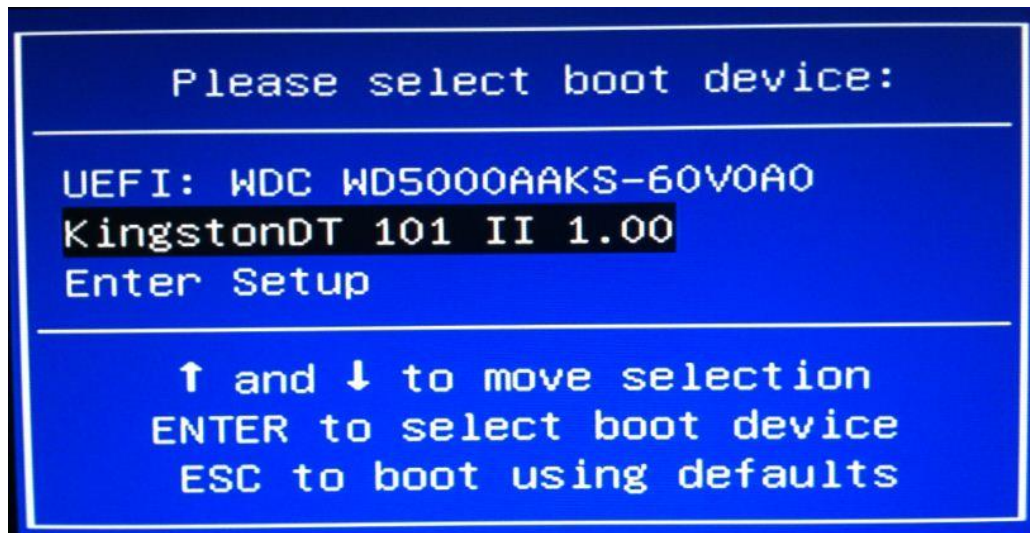 Please select boot device:
UEFI: WDC WD5000AAKS-60V0A0
KingstonDT 101 II 1.00
Enter Setup
↑ and ↓ to move selection
ENTER to select boot device
ESC to boot using defaults